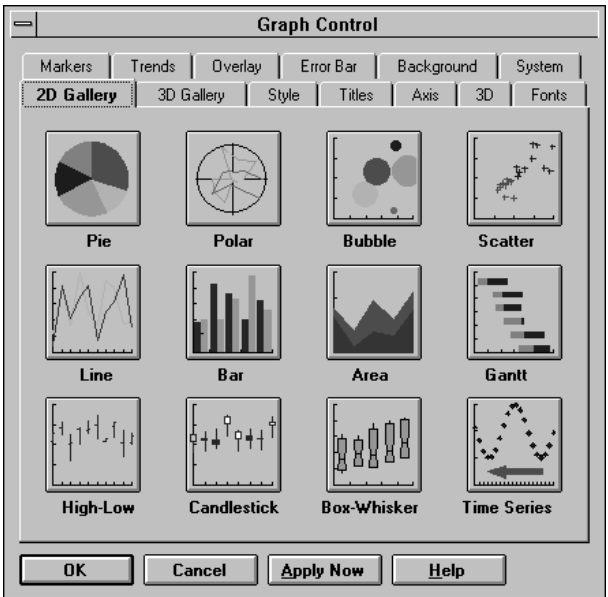 Graph Control
Markers Trends Overlay Error Bar Background System
2D Gallery 3D Gallery Style Titles Axis 3D Fonts
Pie Polar Bubble Scatter
Line Bar Area Gantt
High-Low Candlestick Box-Whisker Time Series
OK Cancel Apply Now Help